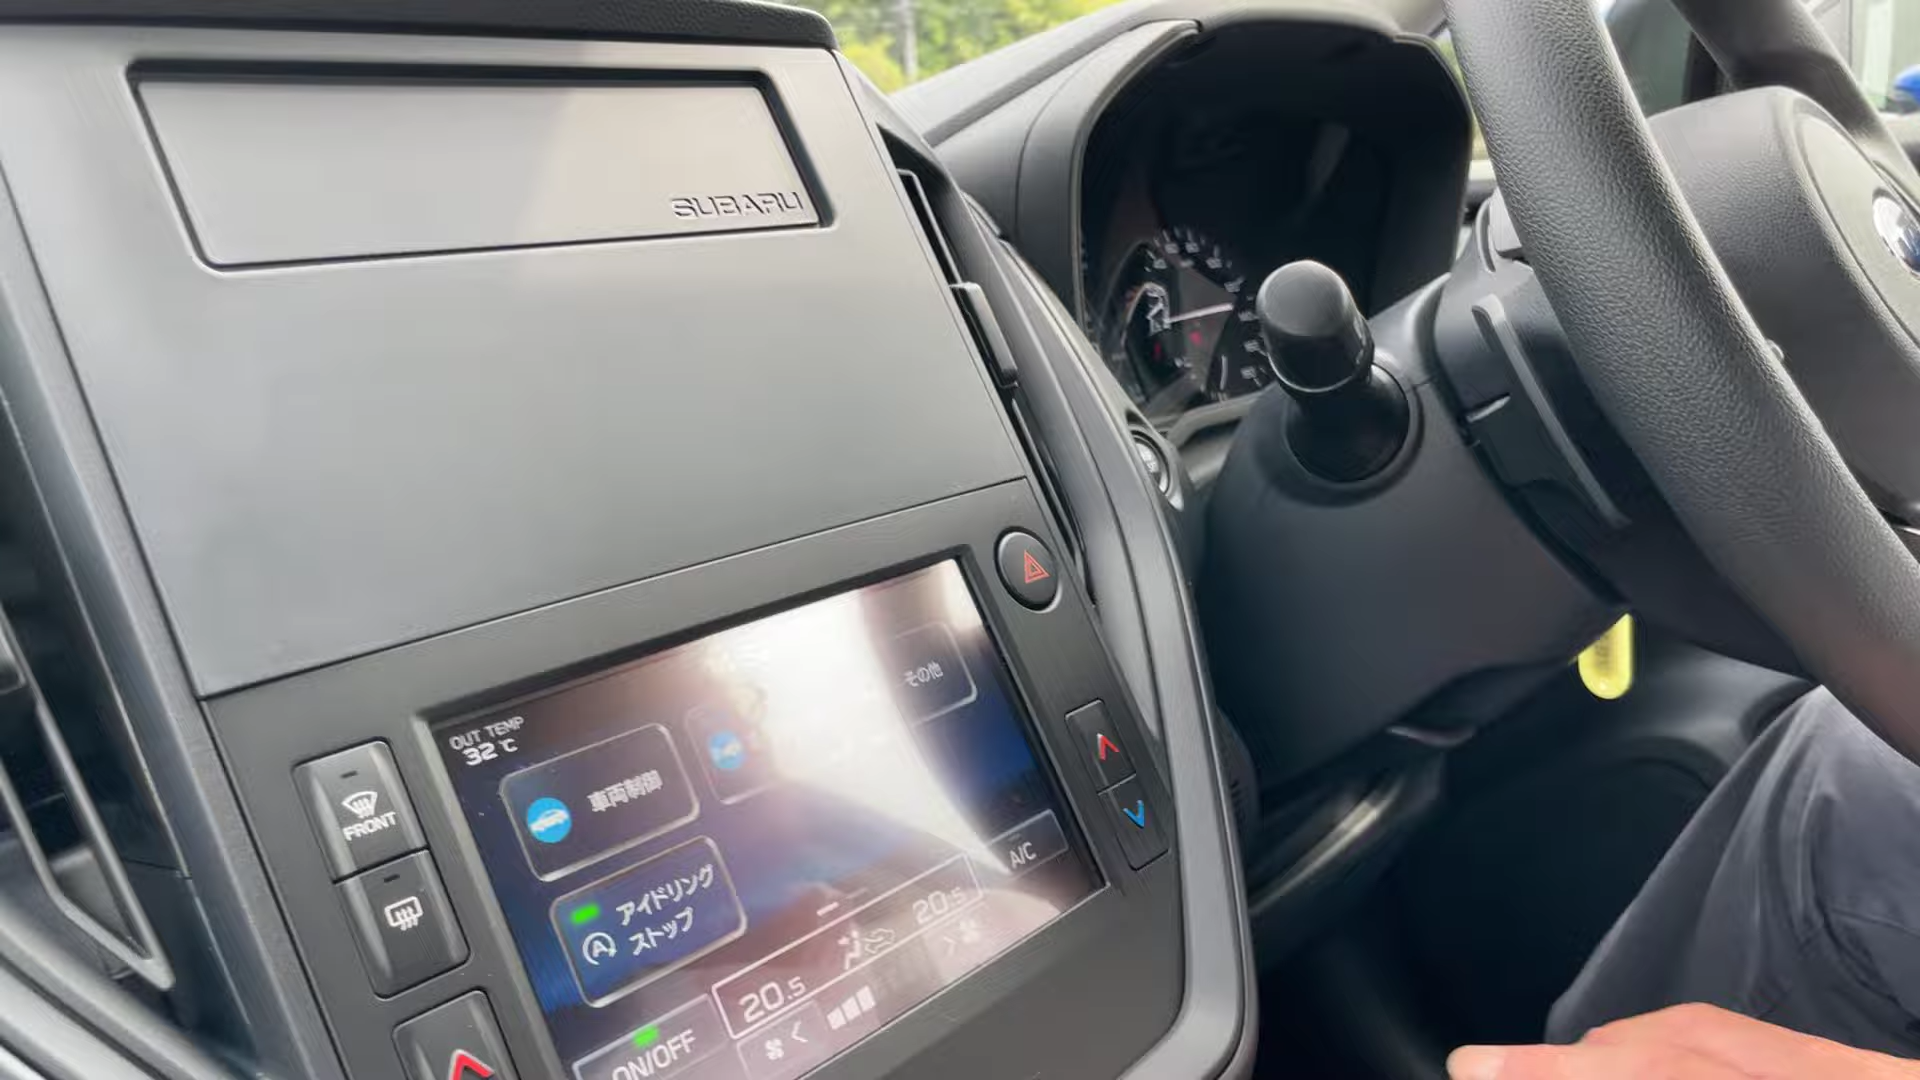 SUBARU
OUT TEMP
32℃
その他
車両制御
アイドリング
ストップ
A/C
20.5
20.5
ON/OFF
FRONT